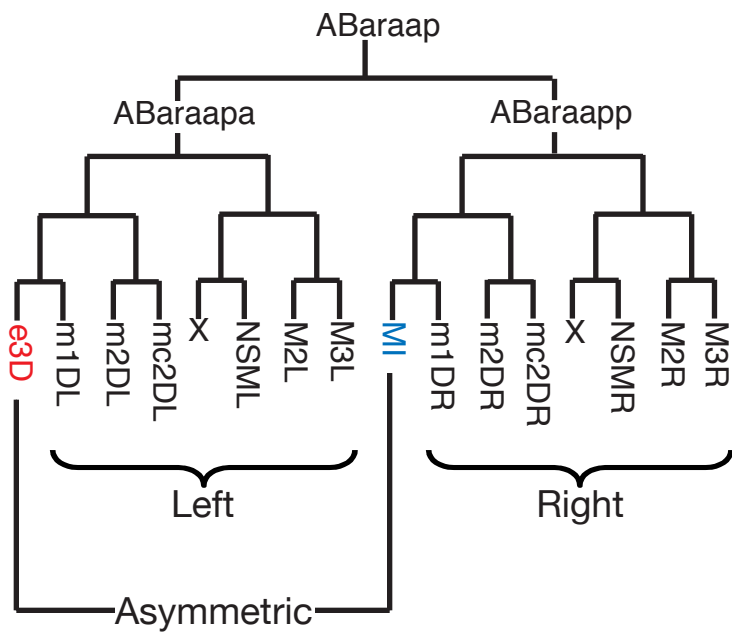 ABaraap
ABaraapa
ABaraapp
e3D
m1DL
m2DL
mc2DL
X
NSML
M2L
M3L
MI
m1DR
m2DR
mc2DR
X
NSMR
M2R
M3R
Left
Right
Asymmetric